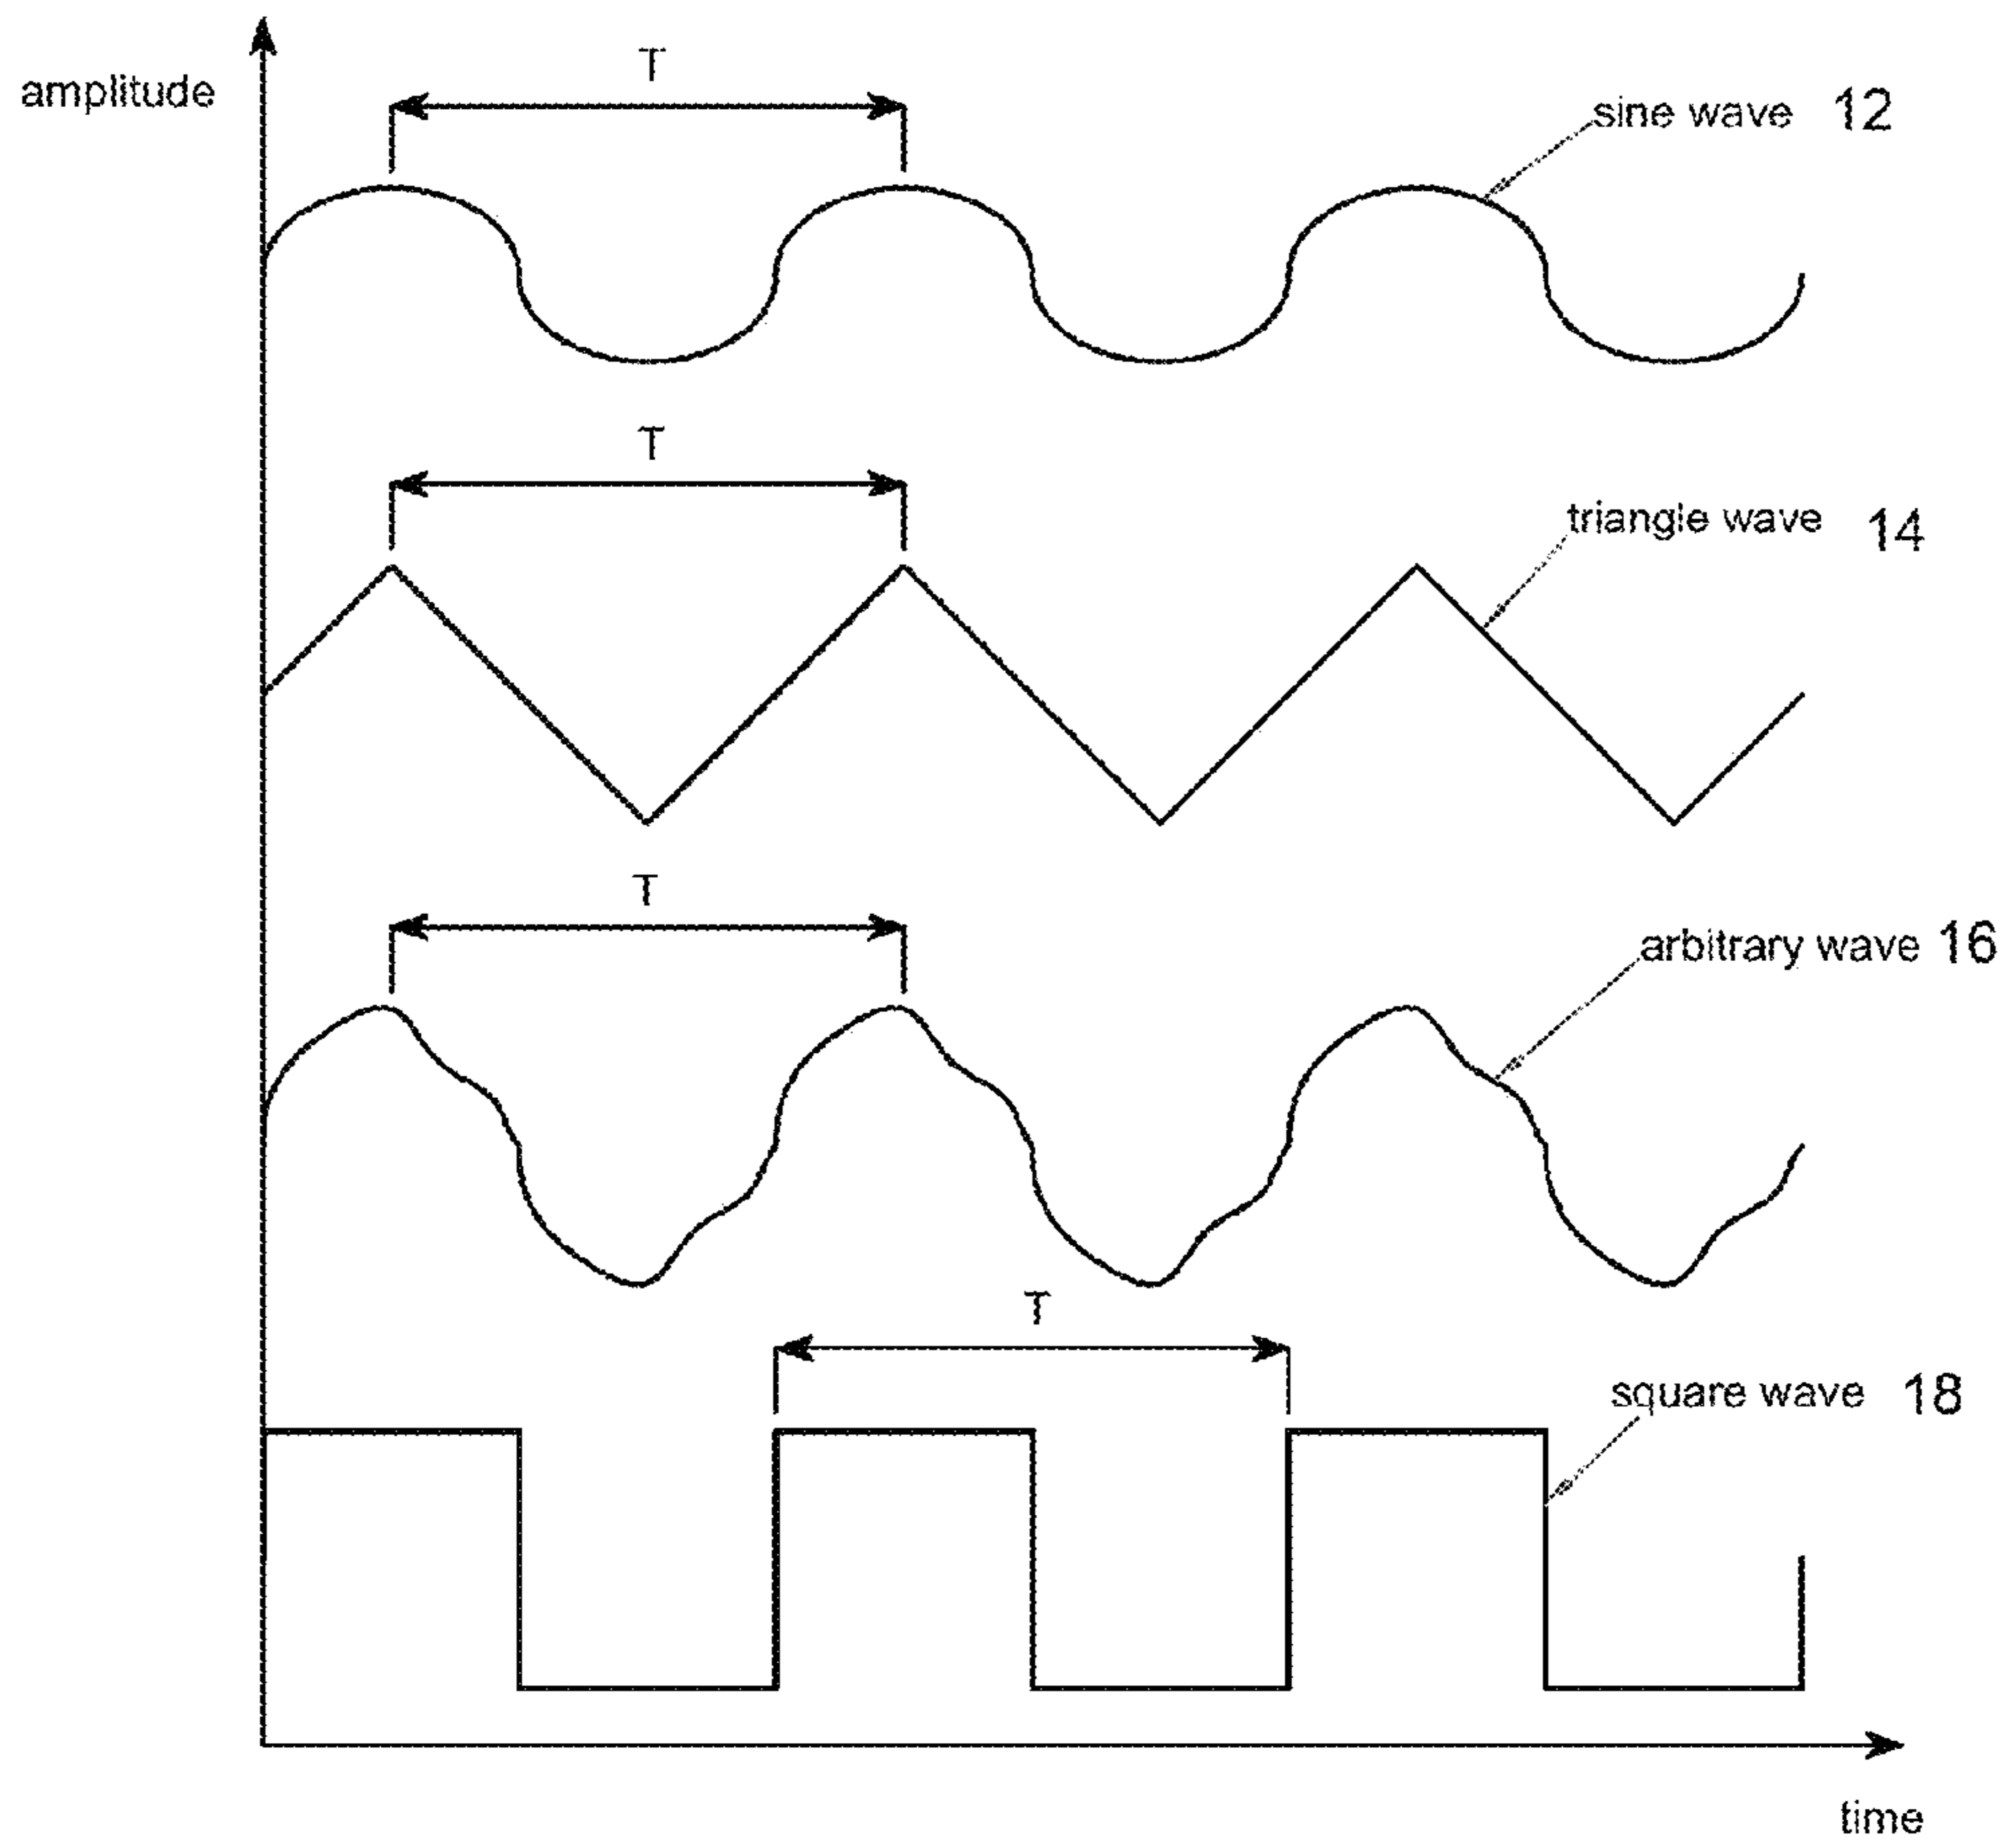 amplitude
T
sine wave 12
T
triangle wave 14
T
arbitrary wave 16
T
square wave 18
time